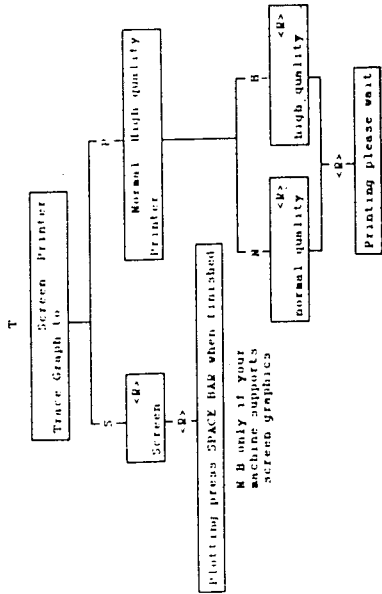 T
Screen Printer
Trace Graph to
S
P
<R>
Screen
Normal High quality
Printer
<R>
Plotting press SPACE BAR when finished
N B only if your
machine supports
screen graphics
N
H
<R>
normal quality
<R>
high quality
<R>
Printing please wait